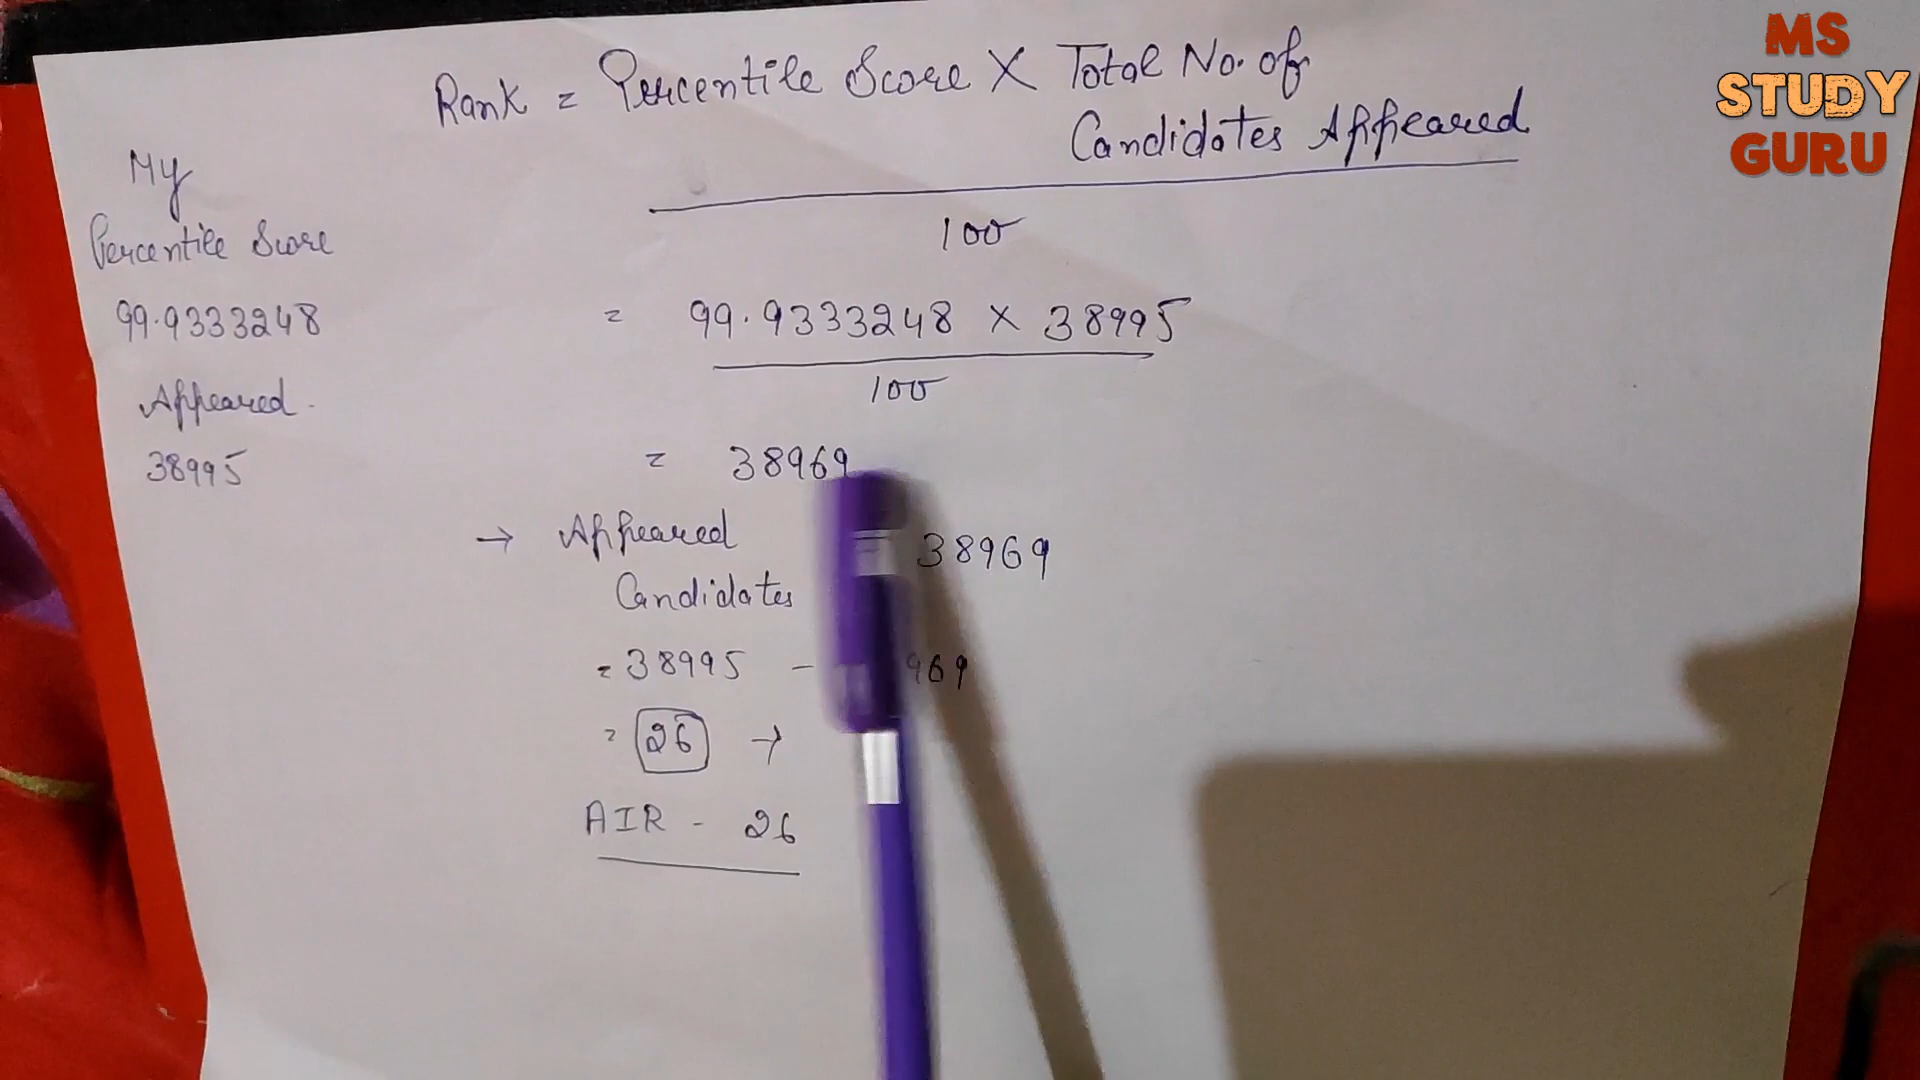 MS
STUDY
GURU
Rank = Percentile Score X Total No. of
Candidates Appeared
100
My
Percentile Score
99.9333248
Appeared.
38995
= 99.9333248 X 38995
100
= 38969
→ Appeared = 38969
Candidates
= 38995 - 969
= 26 →
AIR - 26